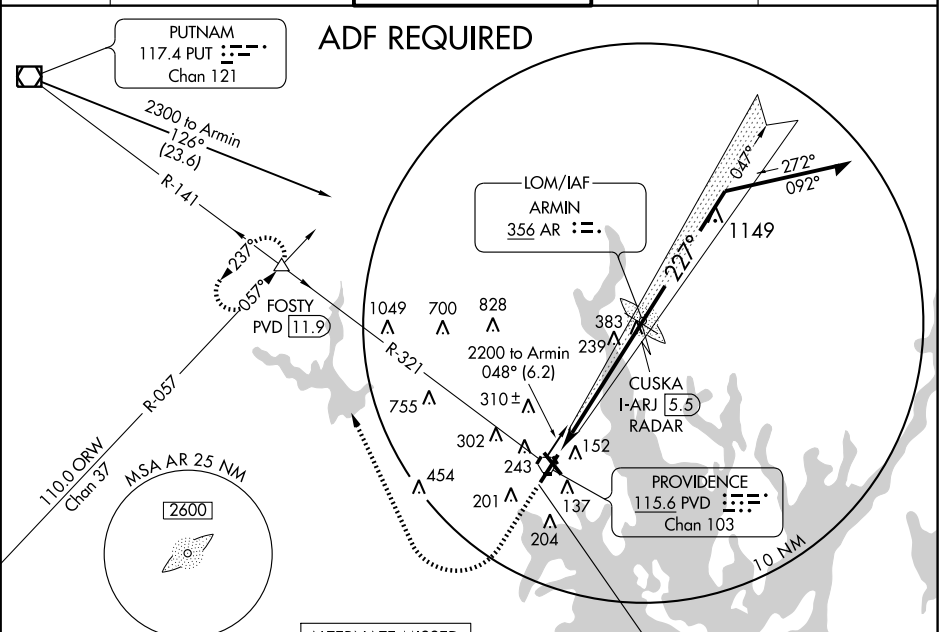 PUTNAM
117.4 PUT
Chan 121
ADF REQUIRED
2300 to Armin
126°
(23.6)
R-141
LOM/IAF
ARMIN
356 AR
047°
272°
092°
1149
227°
237°
057°
FOSTY
PVD 11.9
1049
700
828
383
239
R-321
2200 to Armin
048° (6.2)
CUSKA
I-ARJ 5.5
RADAR
755
310±
R-057
302
243
152
110.0 ORW
Chan 37
454
201
137
204
PROVIDENCE
115.6 PVD
Chan 103
MSA AR 25 NM
2600
10 NM